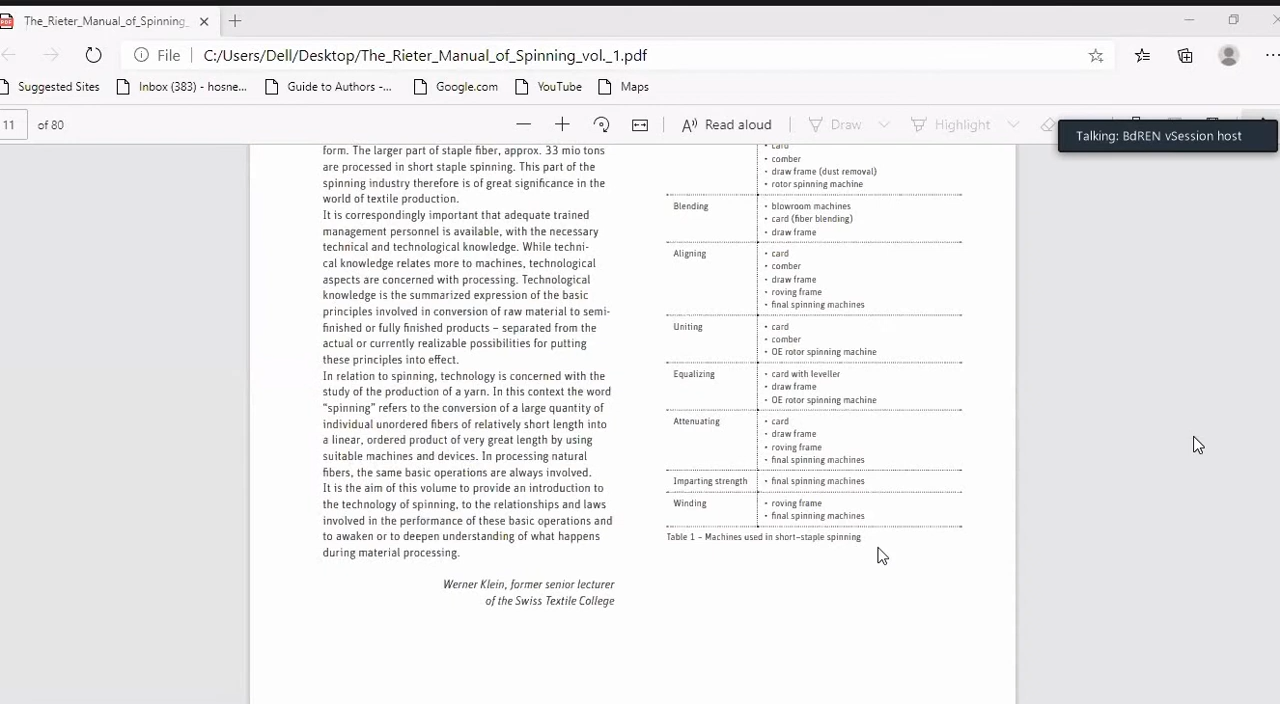 The_Rieter_Manual_of_Spinning_
File
C:/Users/Dell/Desktop/The_Rieter_Manual_of_Spinning_vol._1.pdf
Suggested Sites
Inbox (383) - hosne...
Guide to Authors -...
Google.com
YouTube
Maps
11 of 80
Read aloud
Draw
Highlight
Talking: BdREN vSession host
form. The larger part of staple fiber, approx. 33 mio tons
are processed in short staple spinning. This part of the
spinning industry therefore is of great significance in the
world of textile production.
It is correspondingly important that adequate trained
management personnel is available, with the necessary
technical and technological knowledge. While techni-
cal knowledge relates more to machines, technological
aspects are concerned with processing. Technological
knowledge is the summarized expression of the basic
principles involved in conversion of raw material to semi-
finished or fully finished products – separated from the
actual or currently realizable possibilities for putting
these principles into effect.
In relation to spinning, technology is concerned with the
study of the production of a yarn. In this context the word
“spinning” refers to the conversion of a large quantity of
individual unordered fibers of relatively short length into
a linear, ordered product of very great length by using
suitable machines and devices. In processing natural
fibers, the same basic operations are always involved.
It is the aim of this volume to provide an introduction to
the technology of spinning, to the relationships and laws
involved in the performance of these basic operations and
to awaken or to deepen understanding of what happens
during material processing.
Werner Klein, former senior lecturer
of the Swiss Textile College
• card
• comber
• draw frame (dust removal)
• rotor spinning machine
Blending
• blowroom machines
• card (fiber blending)
• draw frame
Aligning
• card
• comber
• draw frame
• roving frame
• final spinning machines
Uniting
• card
• comber
• OE rotor spinning machine
Equalizing
• card with leveller
• draw frame
• OE rotor spinning machine
Attenuating
• card
• draw frame
• roving frame
• final spinning machines
Imparting strength
• final spinning machines
Winding
• roving frame
• final spinning machines
Table 1 – Machines used in short-staple spinning